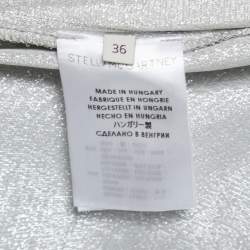 36
STELLA McCARTNEY
MADE IN HUNGARY
FABRIQUE EN HONGRIE
HERGESTELLT IN UNGARN
HECHO EN HUNGRIA
ハンガリー製
СДЕЛАНО В ВЕНГРИИ